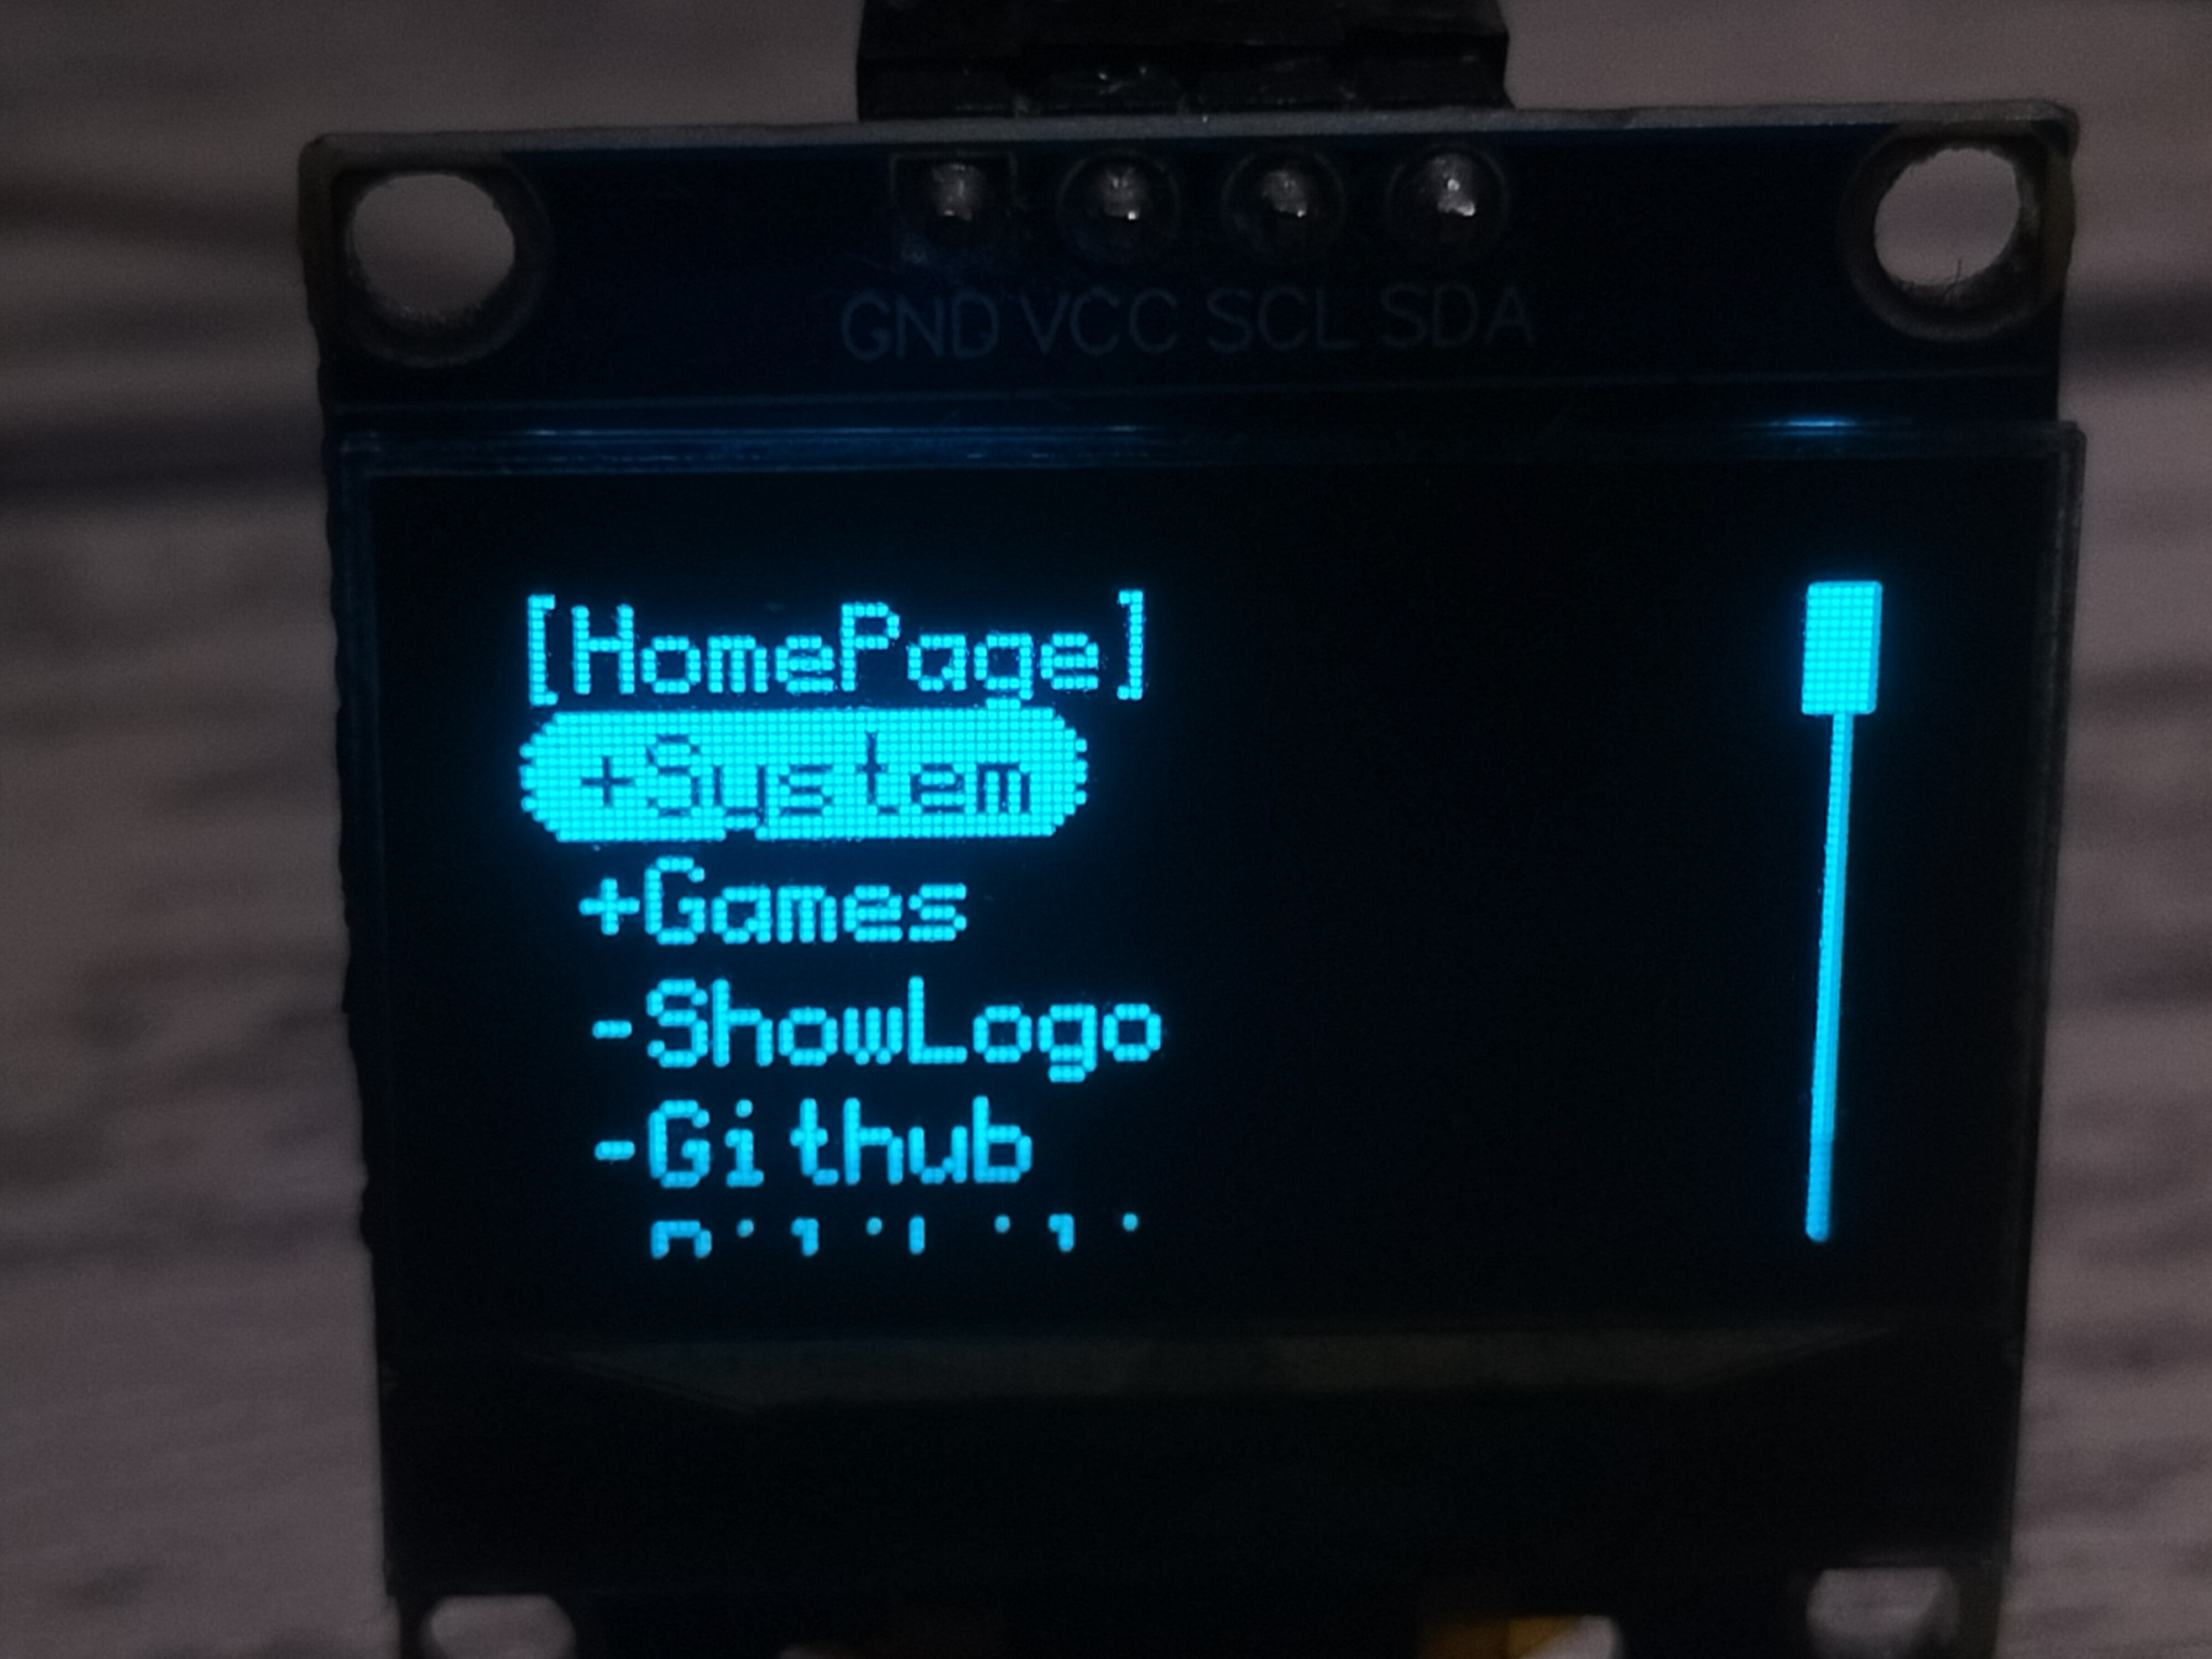 GND VCC SCL SDA
[HomePage]
+System
+Games
-ShowLogo
-Github